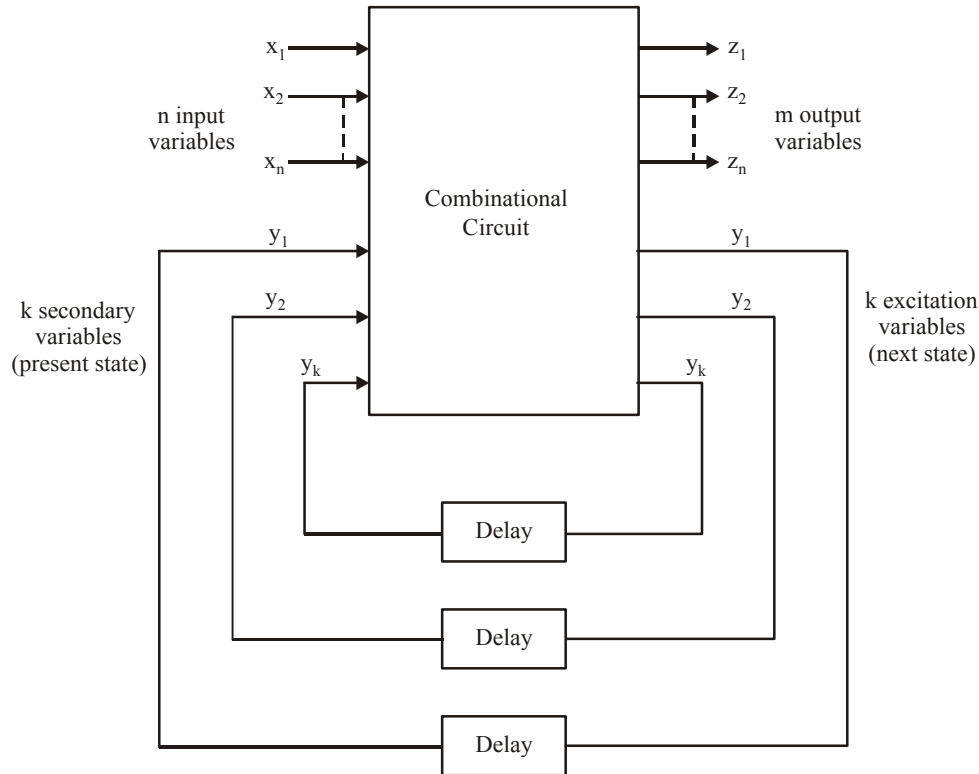 x₁
z₁
x₂
z₂
n input
variables
m output
variables
xₙ
zₙ
Combinational
Circuit
y₁
y₁
k secondary
variables
(present state)
y₂
y₂
k excitation
variables
(next state)
yₖ
yₖ
Delay
Delay
Delay